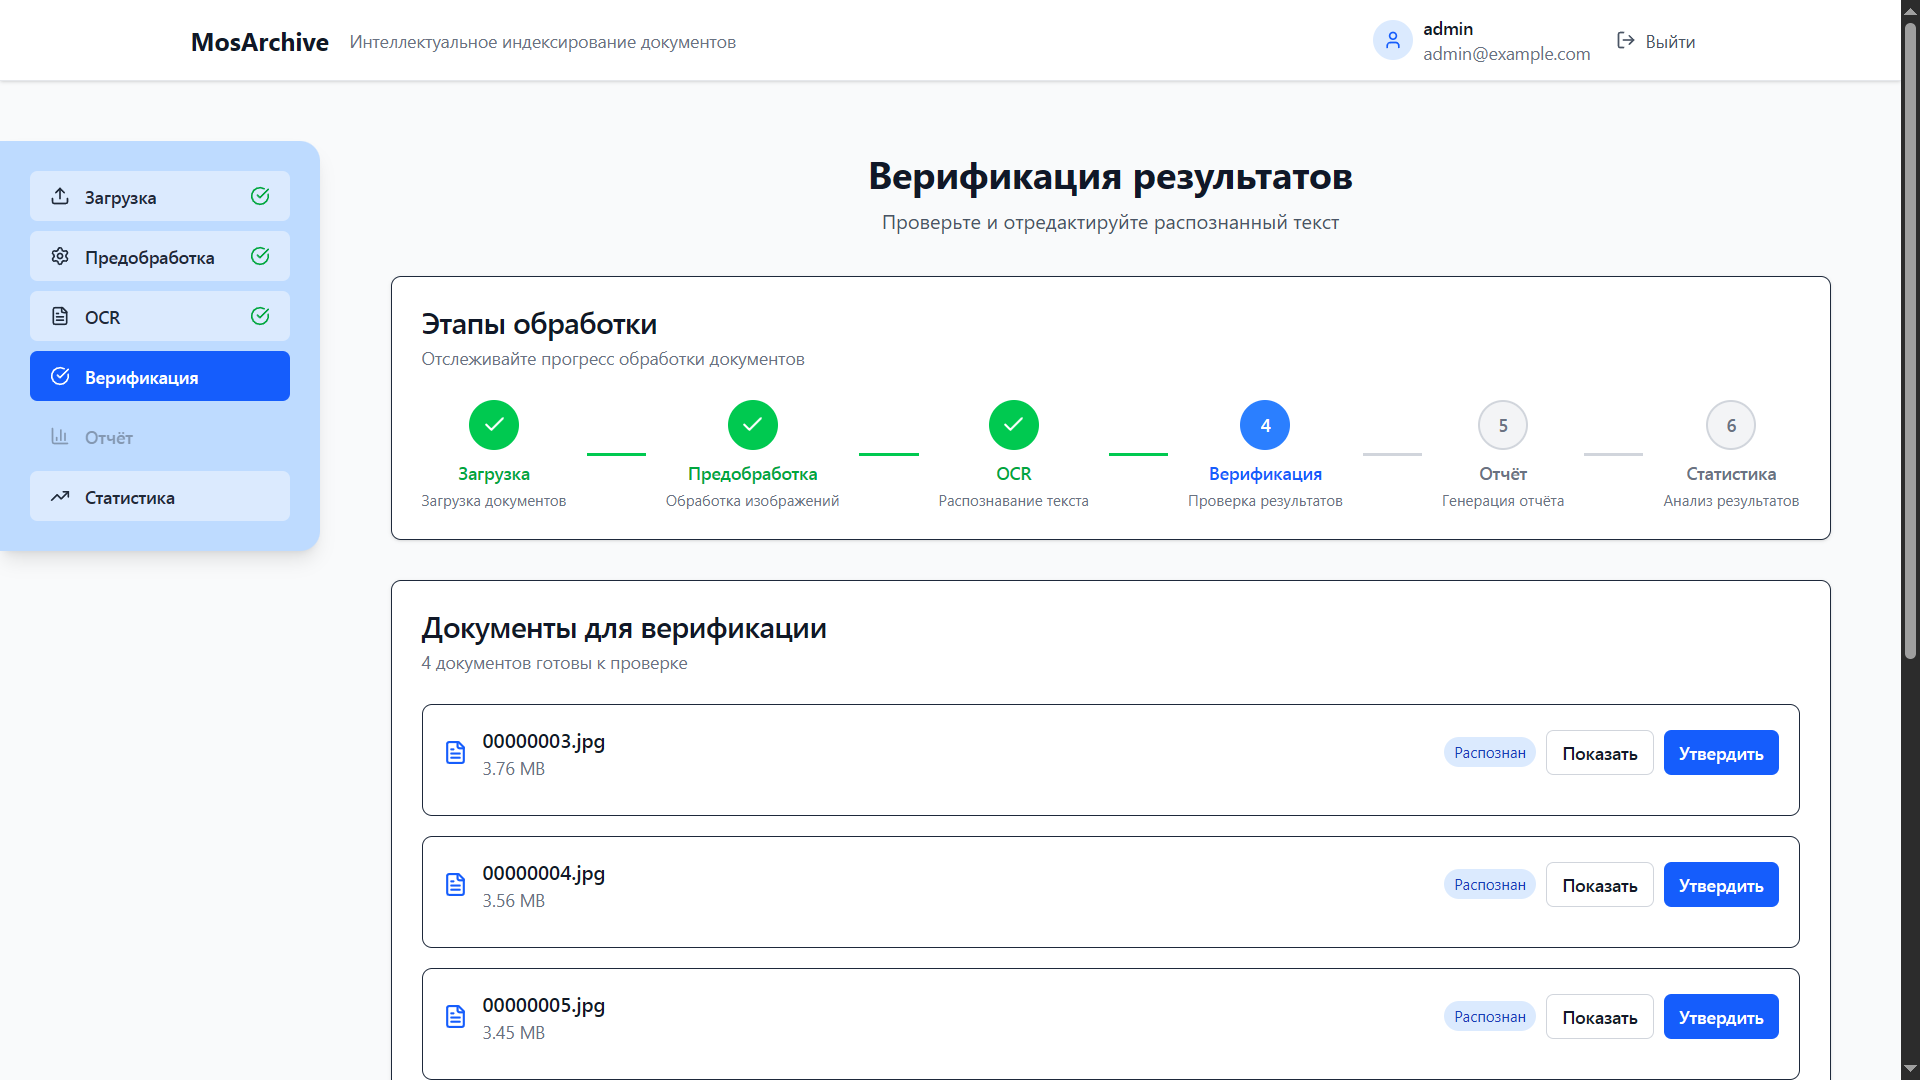 MosArchive Интеллектуальное индексирование документов
admin
admin@example.com
Выйти
Загрузка
Предобработка
OCR
Верификация
Отчёт
Статистика
Верификация результатов
Проверьте и отредактируйте распознанный текст
Этапы обработки
Отслеживайте прогресс обработки документов
4 5 6
Загрузка Предобработка OCR Верификация Отчёт Статистика
Загрузка документов Обработка изображений Распознавание текста Проверка результатов Генерация отчёта Анализ результатов
Документы для верификации
4 документов готовы к проверке
00000003.jpg
3.76 MB
Распознан Показать Утвердить
00000004.jpg
3.56 MB
Распознан Показать Утвердить
00000005.jpg
3.45 MB
Распознан Показать Утвердить